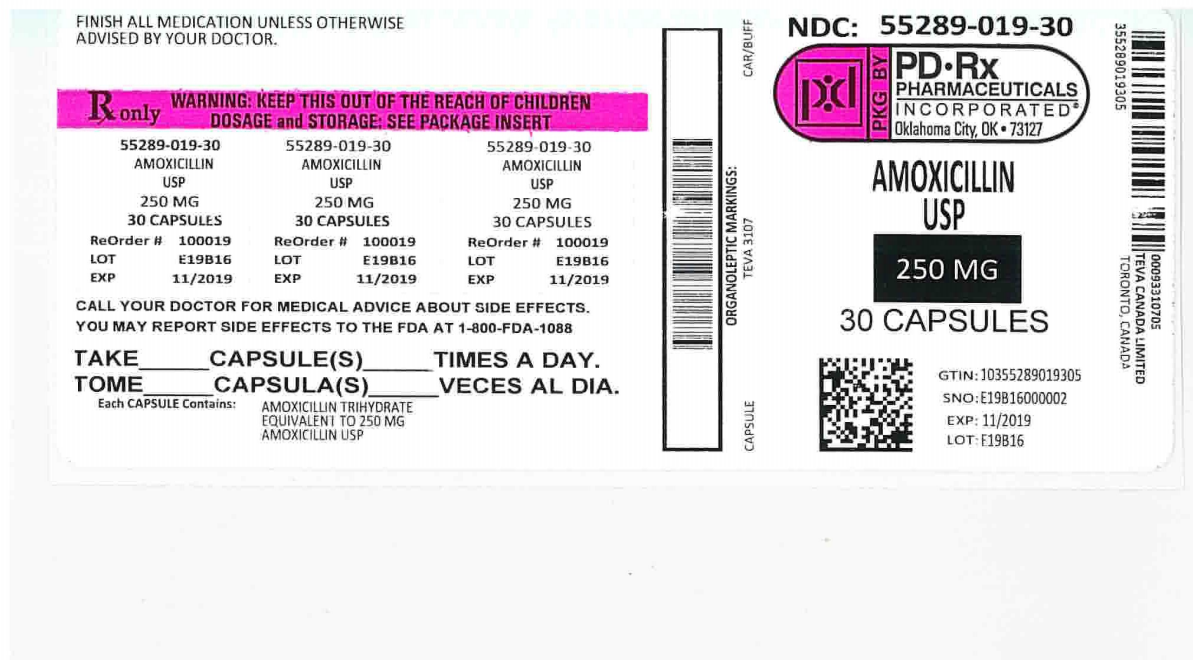 FINISH ALL MEDICATION UNLESS OTHERWISE
ADVISED BY YOUR DOCTOR.
Rx only
WARNING: KEEP THIS OUT OF THE REACH OF CHILDREN
DOSAGE and STORAGE: SEE PACKAGE INSERT
55289-019-30 55289-019-30 55289-019-30
AMOXICILLIN AMOXICILLIN AMOXICILLIN
USP USP USP
250 MG 250 MG 250 MG
30 CAPSULES 30 CAPSULES 30 CAPSULES
ReOrder # 100019 ReOrder # 100019 ReOrder # 100019
LOT E19B16 LOT E19B16 LOT E19B16
EXP 11/2019 EXP 11/2019 EXP 11/2019
CALL YOUR DOCTOR FOR MEDICAL ADVICE ABOUT SIDE EFFECTS.
YOU MAY REPORT SIDE EFFECTS TO THE FDA AT 1-800-FDA-1088
TAKE_____CAPSULE(S)_____TIMES A DAY.
TOME_____CAPSULA(S)_____VECES AL DIA.
Each CAPSULE Contains: AMOXICILLIN TRIHYDRATE
EQUIVALENT TO 250 MG
AMOXICILLIN USP
ORGANOLEPTIC MARKINGS:
CAPSULE TEVA 3107 CAR/BUFF
NDC: 55289-019-30
PKG BY
PD·Rx
PHARMACEUTICALS
INCORPORATED®
Oklahoma City, OK • 73127
AMOXICILLIN
USP
250 MG
30 CAPSULES
GTIN: 10355289019305
SNO: E19B16000002
EXP: 11/2019
LOT: E19B16
355289019305
00093310705
TEVA CANADA LIMITED
TORONTO, CANADA